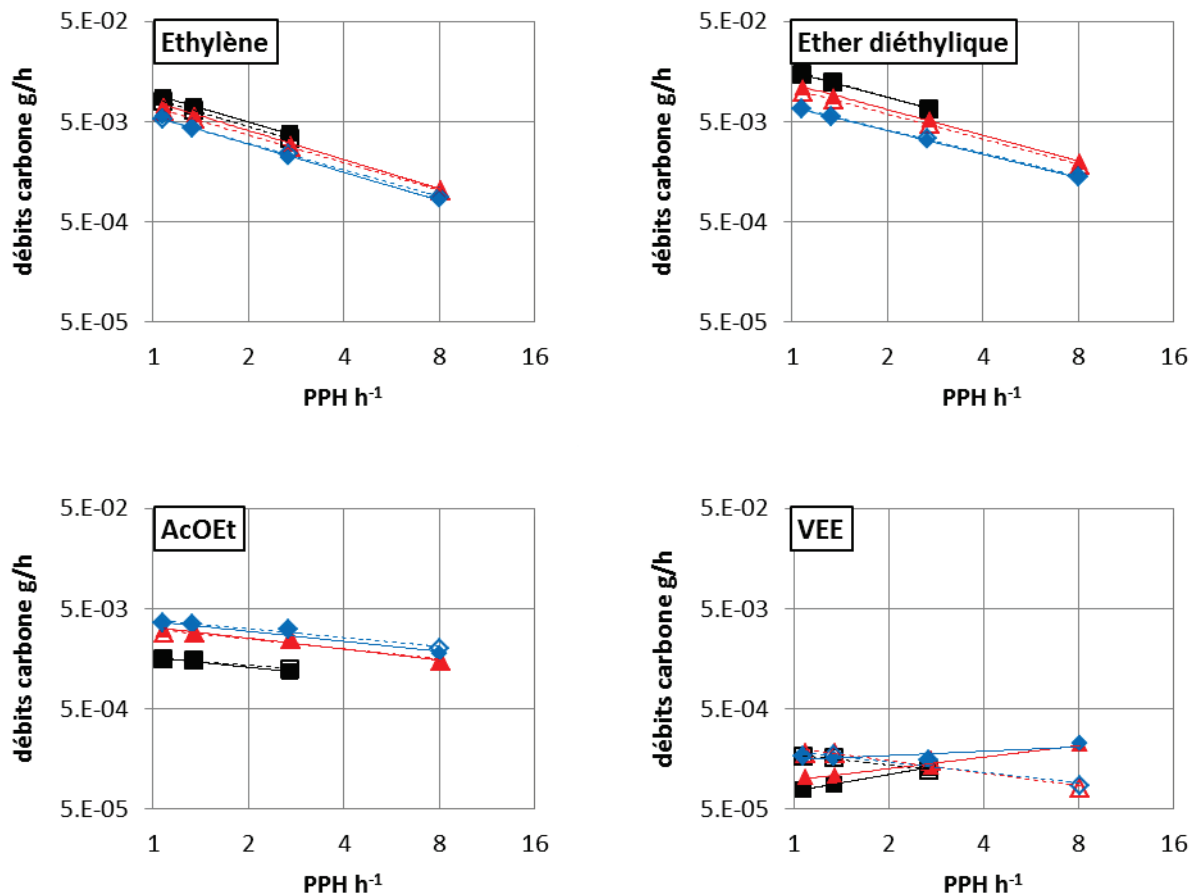 5.E-02
Ethylène
5.E-03
5.E-04
5.E-05
débits carbone g/h
1 2 4 8 16
PPH h⁻¹
5.E-02
Ether diéthylique
5.E-03
5.E-04
5.E-05
débits carbone g/h
1 2 4 8 16
PPH h⁻¹
5.E-02
AcOEt
5.E-03
5.E-04
5.E-05
débits carbone g/h
1 2 4 8 16
PPH h⁻¹
5.E-02
VEE
5.E-03
5.E-04
5.E-05
débits carbone g/h
1 2 4 8 16
PPH h⁻¹